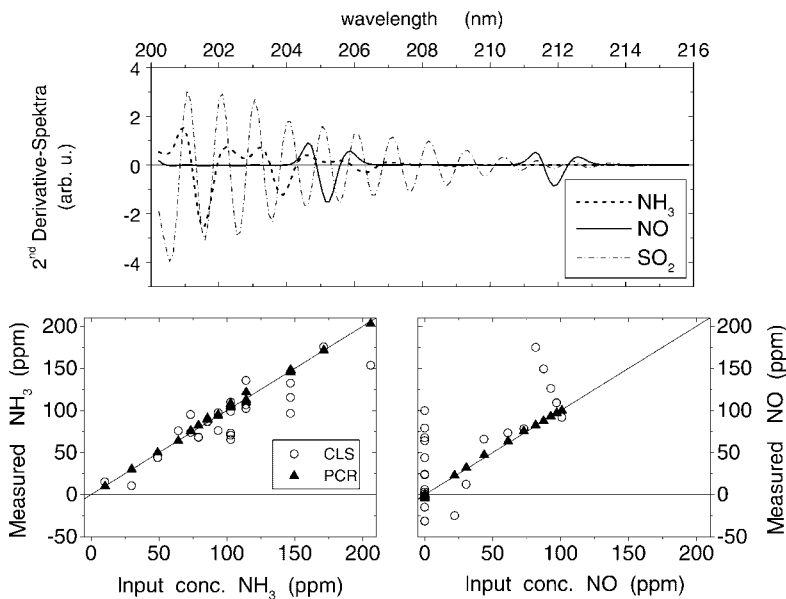 wavelength (nm)
200 202 204 206 208 210 212 214 216
2nd Derivative-Spektra
(arb. u.)
4
2
0
-2
-4
NH3
NO
SO2
Measured NH3 (ppm)
200
150
100
50
0
-50
CLS
PCR
0 50 100 150 200
Input conc. NH3 (ppm)
200
150
100
50
0
-50
Measured NO (ppm)
0 50 100 150 200
Input conc. NO (ppm)